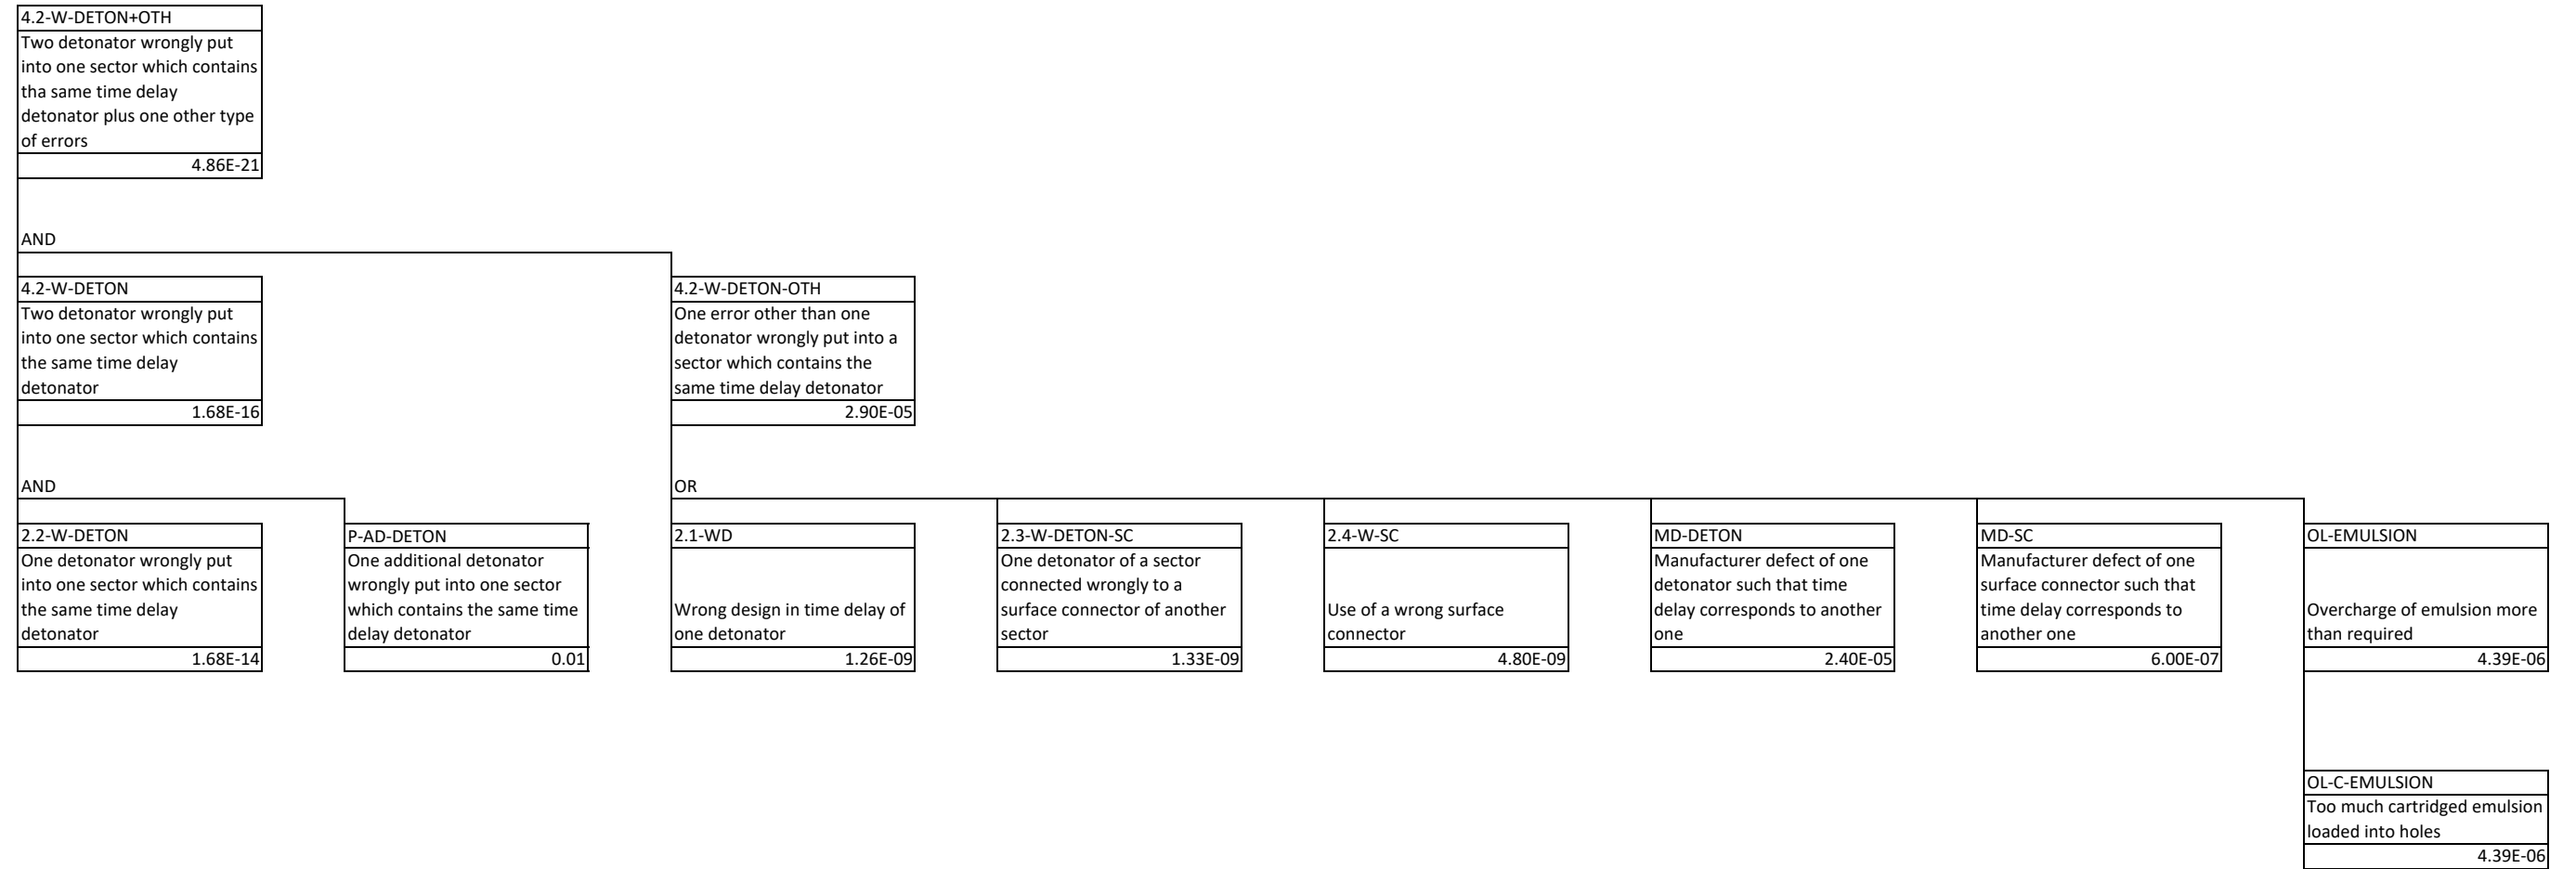 4.2-W-DETON+OTH
Two detonator wrongly put
into one sector which contains
tha same time delay
detonator plus one other type
of errors
4.86E-21
AND
4.2-W-DETON
Two detonator wrongly put
into one sector which contains
the same time delay
detonator
1.68E-16
4.2-W-DETON-OTH
One error other than one
detonator wrongly put into a
sector which contains the
same time delay detonator
2.90E-05
AND
OR
2.2-W-DETON
One detonator wrongly put
into one sector which contains
the same time delay
detonator
1.68E-14
P-AD-DETON
One additional detonator
wrongly put into one sector
which contains the same time
delay detonator
0.01
2.1-WD
Wrong design in time delay of
one detonator
1.26E-09
2.3-W-DETON-SC
One detonator of a sector
connected wrongly to a
surface connector of another
sector
1.33E-09
2.4-W-SC
Use of a wrong surface
connector
4.80E-09
MD-DETON
Manufacturer defect of one
detonator such that time
delay corresponds to another
one
2.40E-05
MD-SC
Manufacturer defect of one
surface connector such that
time delay corresponds to
another one
6.00E-07
OL-EMULSION
Overcharge of emulsion more
than required
4.39E-06
OL-C-EMULSION
Too much cartridged emulsion
loaded into holes
4.39E-06